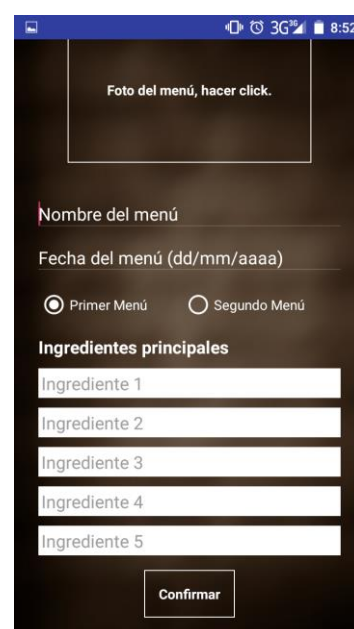 3G 3G 8:52
Foto del menú, hacer click.
Nombre del menú
Fecha del menú (dd/mm/aaaa)
Primer Menú Segundo Menú
Ingredientes principales
Ingrediente 1
Ingrediente 2
Ingrediente 3
Ingrediente 4
Ingrediente 5
Confirmar